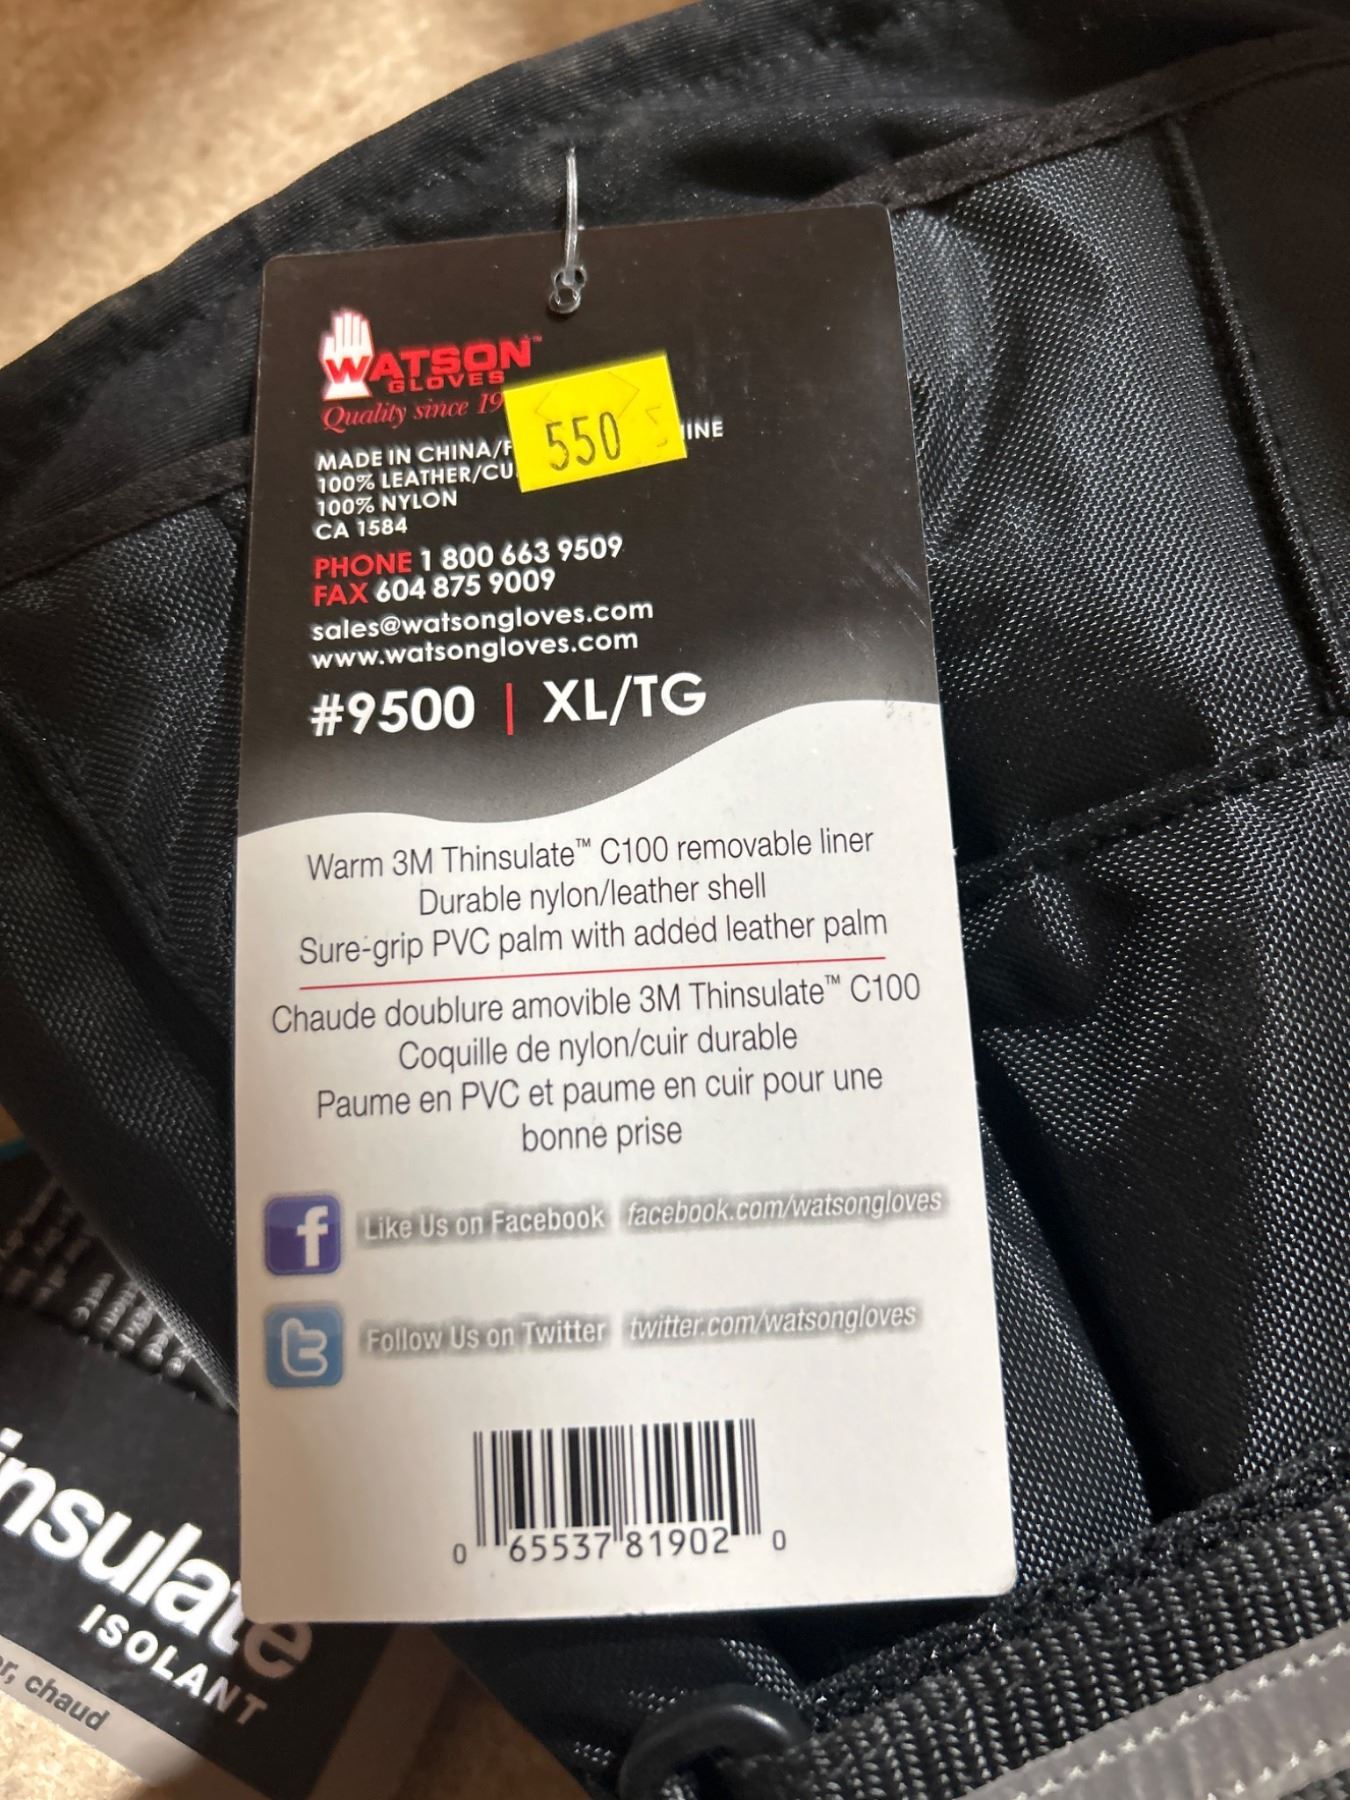 WATSON™
GLOVES
Quality since 19
MADE IN CHINA/F
INE
100% LEATHER/CU
100% NYLON
CA 1584
550
PHONE 1 800 663 9509
FAX 604 875 9009
sales@watsongloves.com
www.watsongloves.com
#9500 | XL/TG
Warm 3M Thinsulate™ C100 removable liner
Durable nylon/leather shell
Sure-grip PVC palm with added leather palm
Chaude doublure amovible 3M Thinsulate™ C100
Coquille de nylon/cuir durable
Paume en PVC et paume en cuir pour une
bonne prise
f Like Us on Facebook facebook.com/watsongloves
t Follow Us on Twitter twitter.com/watsongloves
0 65537 81902 0
insulate
ISOLANT
r, chaud